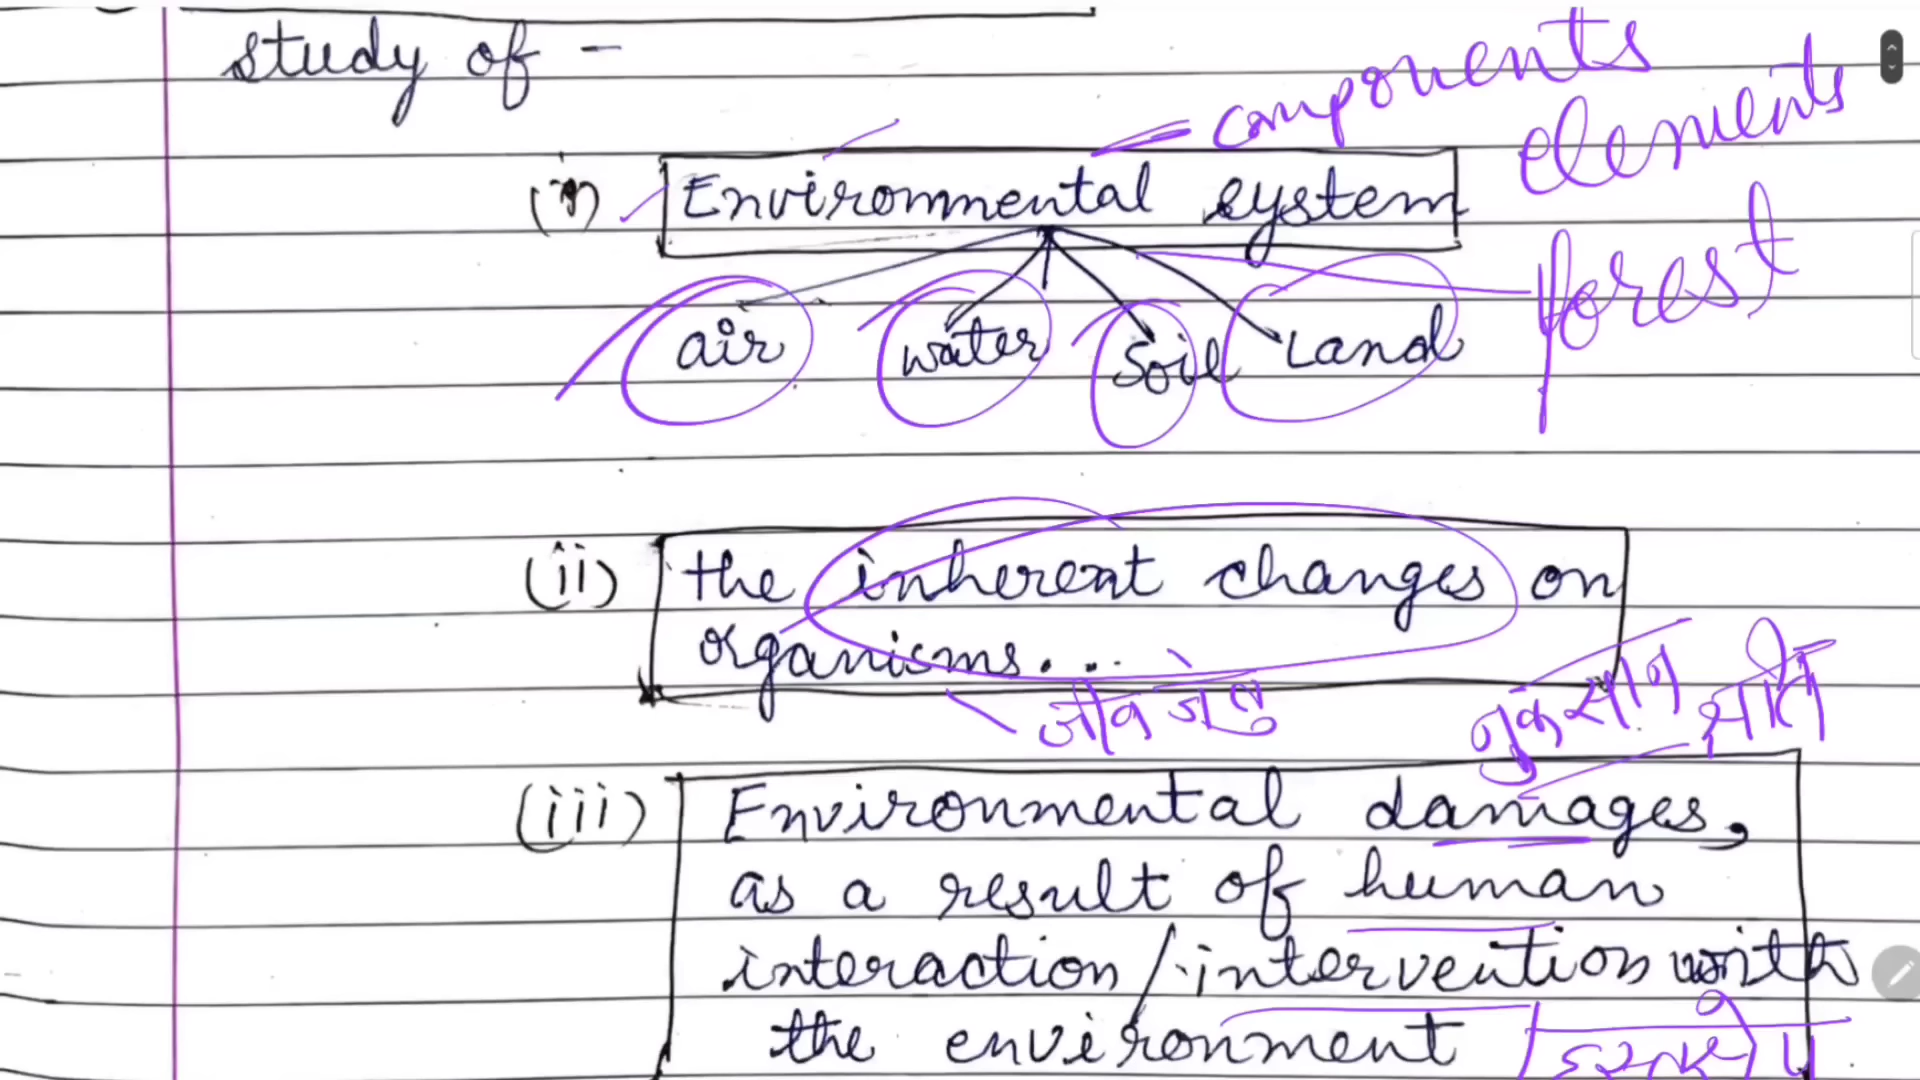 study of -
components
elements
(i) Environmental system
forest
air water soil Land
(ii) the inherent changes on
organisms...
जीव जंतु
नुकसान
(iii) Environmental damages,
as a result of human
interaction / intervention with
the environment